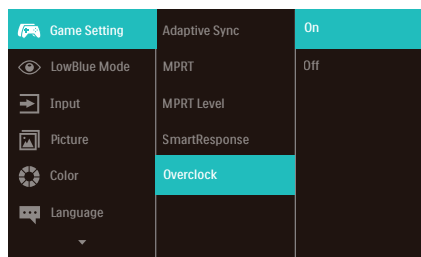 Game Setting
LowBlue Mode
Input
Picture
Color
Language
Adaptive Sync
MPRT
MPRT Level
SmartResponse
Overclock
On
Off